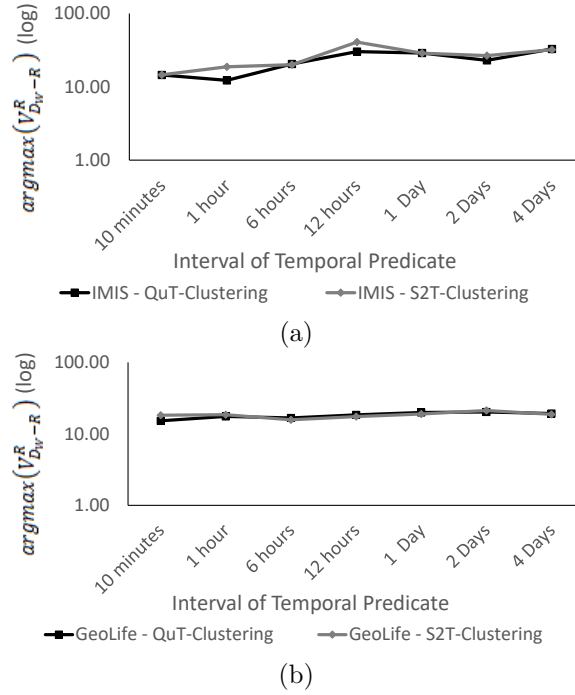 100.00
10.00
1.00
argmax(V^R_{D_W−R}) (log)
10 minutes
1 hour
6 hours
12 hours
1 Day
2 Days
4 Days
Interval of Temporal Predicate
IMIS - QuT-Clustering IMIS - S2T-Clustering
(a)
100.00
10.00
1.00
argmax(V^R_{D_W−R}) (log)
10 minutes
1 hour
6 hours
12 hours
1 Day
2 Days
4 Days
Interval of Temporal Predicate
GeoLife - QuT-Clustering GeoLife - S2T-Clustering
(b)